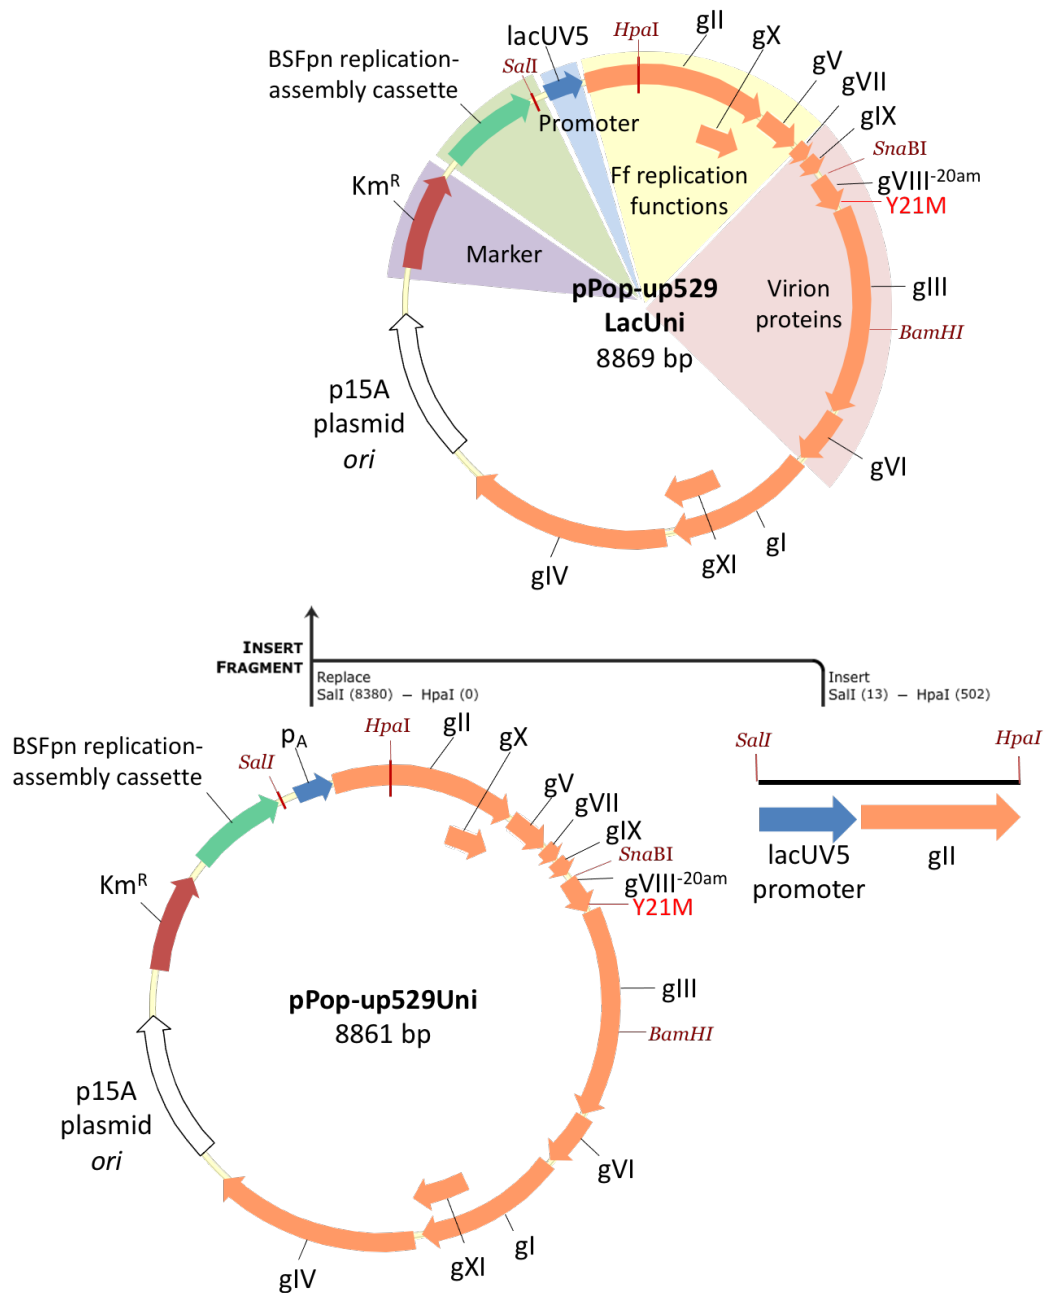 lacUV5
HpaI
gII
gX
gV
gVII
gIX
SnaBI
gVIII-20am
Y21M
BSFpn replication-
assembly cassette
SalI
Promoter
KmR
Marker
Ff replication
functions
pPop-up529
LacUni
8869 bp
Virion
proteins
gIII
BamHI
p15A
plasmid
ori
gVI
gI
gXI
gIV
INSERT
FRAGMENT
Replace
SalI (8380) – HpaI (0)
Insert
SalI (13) – HpaI (502)
BSFpn replication-
assembly cassette
SalI
pA
HpaI
gII
gX
gV
gVII
gIX
SnaBI
gVIII-20am
Y21M
KmR
pPop-up529Uni
8861 bp
gIII
BamHI
p15A
plasmid
ori
gVI
gI
gXI
gIV
SalI
HpaI
lacUV5
promoter
gII